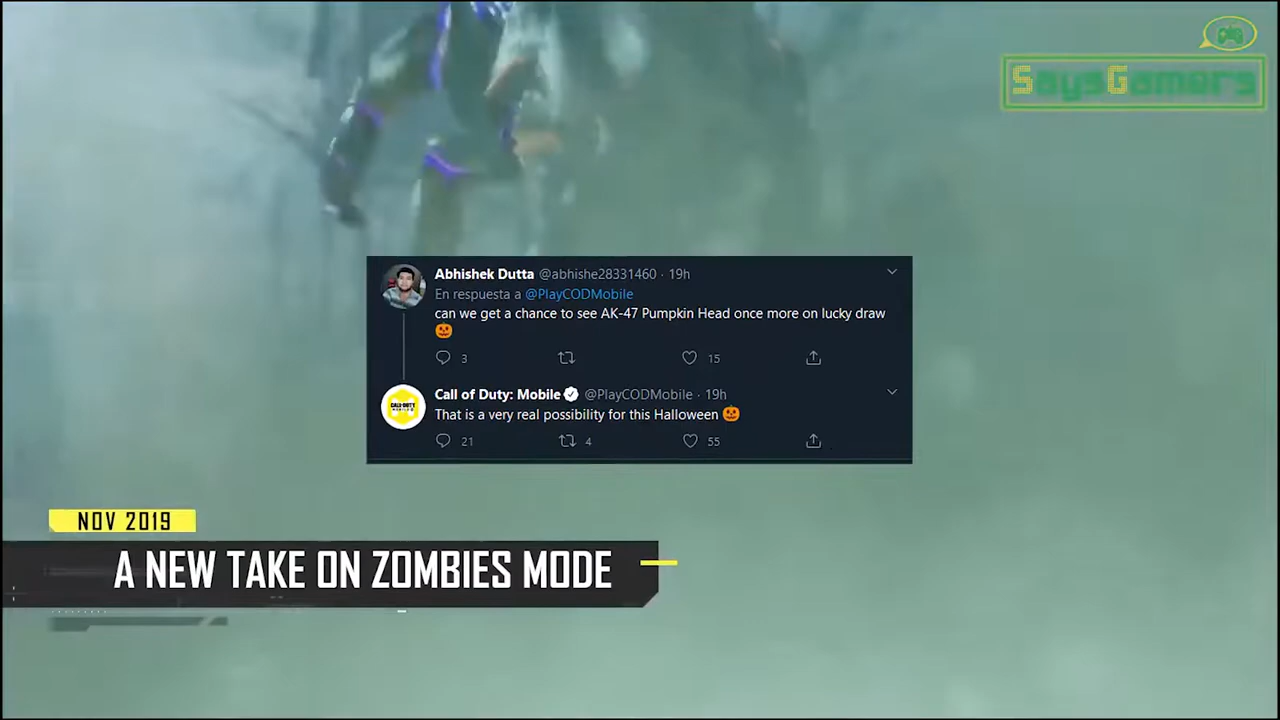 SaysGamers
Abhishek Dutta @abhishe28331460 · 19h
En respuesta a @PlayCODMobile
can we get a chance to see AK-47 Pumpkin Head once more on lucky draw
🎃
3 15
Call of Duty: Mobile @PlayCODMobile · 19h
That is a very real possibility for this Halloween 🎃
21 4 55
NOV 2019
A NEW TAKE ON ZOMBIES MODE